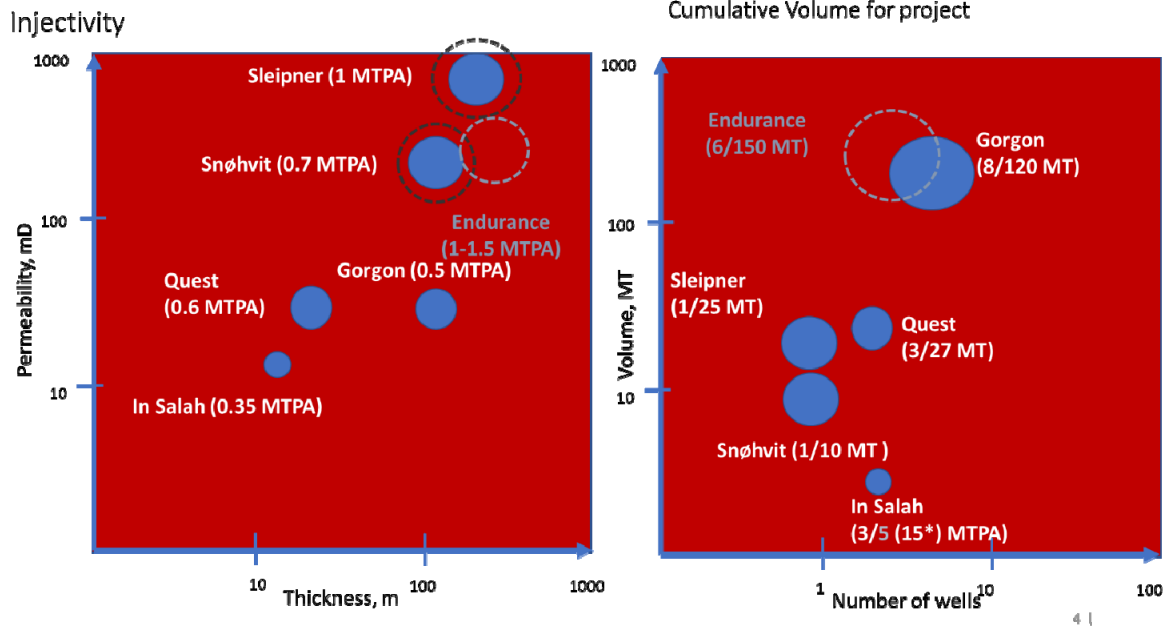 Injectivity
1000
Sleipner (1 MTPA)
Snøhvit (0.7 MTPA)
100
Endurance
(1-1.5 MTPA)
Quest
(0.6 MTPA)
Gorgon (0.5 MTPA)
10
In Salah (0.35 MTPA)
Permeability, mD
10
100
1000
Thickness, m
Cumulative Volume for project
1000
Endurance
(6/150 MT)
Gorgon
(8/120 MT)
100
Sleipner
(1/25 MT)
Quest
(3/27 MT)
10
Snøhvit (1/10 MT )
In Salah
(3/5 (15*) MTPA)
Volume, MT
1
10
100
Number of wells
4 |